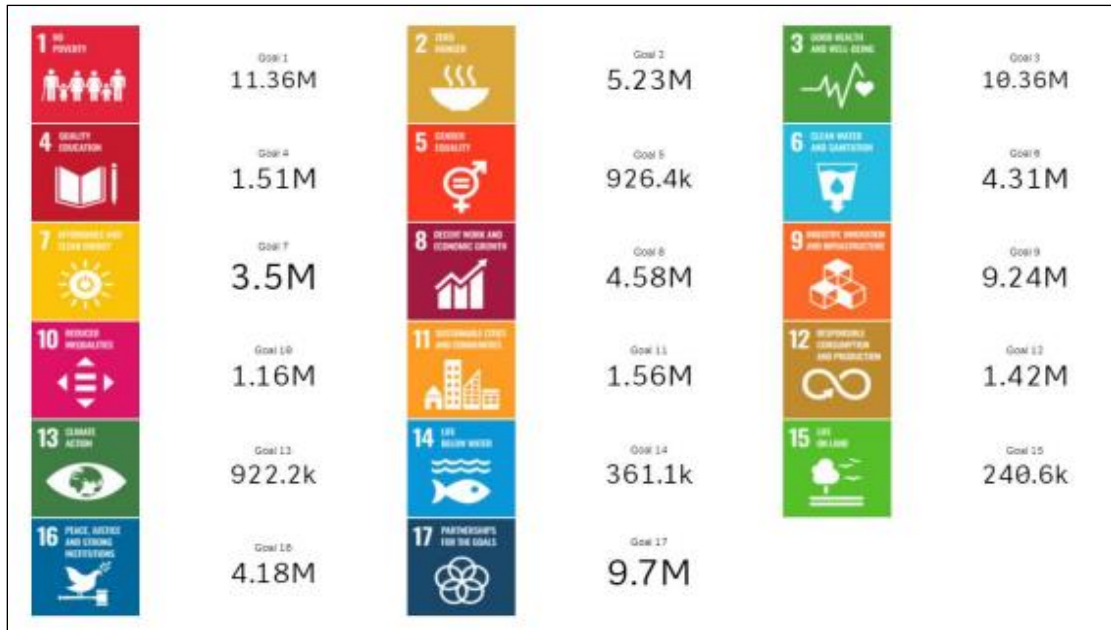 1 NO
POVERTY
Goal 1
11.36M
2 ZERO
HUNGER
Goal 2
5.23M
3 GOOD HEALTH
AND WELL-BEING
Goal 3
10.36M
4 QUALITY
EDUCATION
Goal 4
1.51M
5 GENDER
EQUALITY
Goal 5
926.4k
6 CLEAN WATER
AND SANITATION
Goal 6
4.31M
7 AFFORDABLE AND
CLEAN ENERGY
Goal 7
3.5M
8 DECENT WORK AND
ECONOMIC GROWTH
Goal 8
4.58M
9 INDUSTRY, INNOVATION
AND INFRASTRUCTURE
Goal 9
9.24M
10 REDUCED
INEQUALITIES
Goal 10
1.16M
11 SUSTAINABLE CITIES
AND COMMUNITIES
Goal 11
1.56M
12 RESPONSIBLE
CONSUMPTION
AND PRODUCTION
Goal 12
1.42M
13 CLIMATE
ACTION
Goal 13
922.2k
14 LIFE
BELOW WATER
Goal 14
361.1k
15 LIFE
ON LAND
Goal 15
240.6k
16 PEACE, JUSTICE
AND STRONG
INSTITUTIONS
Goal 16
4.18M
17 PARTNERSHIPS
FOR THE GOALS
Goal 17
9.7M